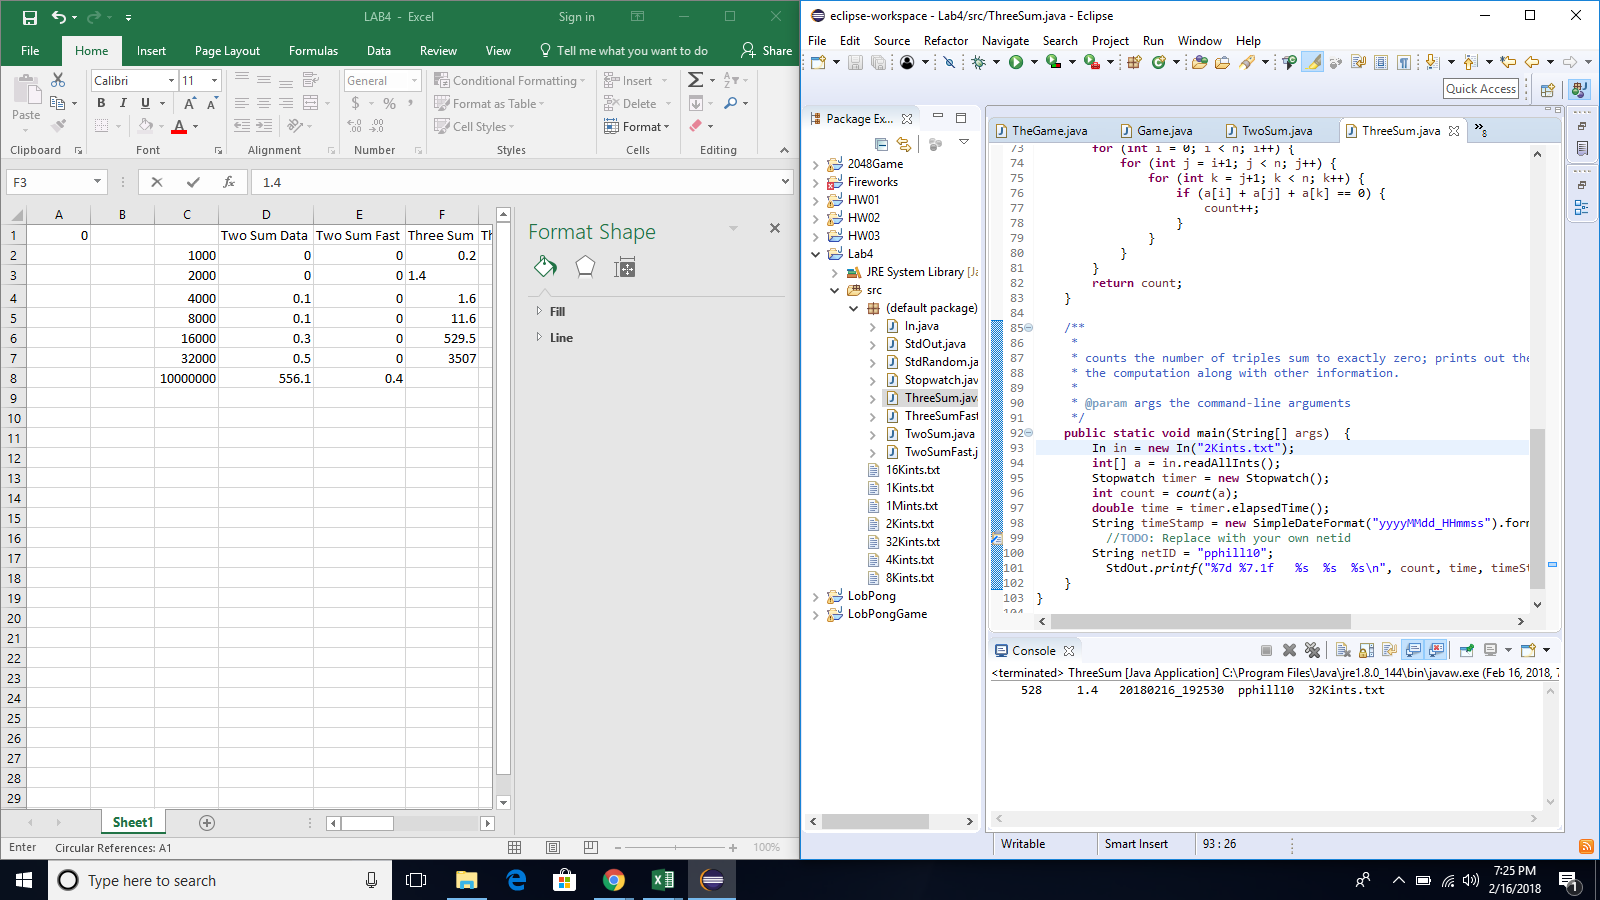 LAB4 - Excel
Sign in
File Home Insert Page Layout Formulas Data Review View Tell me what you want to do Share
Paste
Calibri 11
B I U A A
A
General
$ % ,
Conditional Formatting
Format as Table
Cell Styles
Insert
Delete
Format
Clipboard Font Alignment Number Styles Cells Editing
F3 fx 1.4
A B C D E F
1 0 Two Sum Data Two Sum Fast Three Sum Th
2 1000 0 0 0.2
3 2000 0 0 1.4
4 4000 0.1 0 1.6
5 8000 0.1 0 11.6
6 16000 0.3 0 529.5
7 32000 0.5 0 3507
8 10000000 556.1 0.4
9
10
11
12
13
14
15
16
17
18
19
20
21
22
23
24
25
26
27
28
29
Format Shape
Fill
Line
Sheet1
Enter Circular References: A1 100%
eclipse-workspace - Lab4/src/ThreeSum.java - Eclipse
File Edit Source Refactor Navigate Search Project Run Window Help
Quick Access
Package Ex...
2048Game
Fireworks
HW01
HW02
HW03
Lab4
JRE System Library [Ja
src
(default package)
In.java
StdOut.java
StdRandom.ja
Stopwatch.jav
ThreeSum.java
ThreeSumFast
TwoSum.java
TwoSumFast.j
16Kints.txt
1Kints.txt
1Mints.txt
2Kints.txt
32Kints.txt
4Kints.txt
8Kints.txt
LobPong
LobPongGame
TheGame.java Game.java TwoSum.java ThreeSum.java »8
73 for (int i = 0; i < n; i++) {
74 for (int j = i+1; j < n; j++) {
75 for (int k = j+1; k < n; k++) {
76 if (a[i] + a[j] + a[k] == 0) {
77 count++;
78 }
79 }
80 }
81 }
82 return count;
83 }
84
85 /**
86 *
87 * counts the number of triples sum to exactly zero; prints out the
88 * the computation along with other information.
89 *
90 * @param args the command-line arguments
91 */
92 public static void main(String[] args) {
93 In in = new In("2Kints.txt");
94 int[] a = in.readAllInts();
95 Stopwatch timer = new Stopwatch();
96 int count = count(a);
97 double time = timer.elapsedTime();
98 String timeStamp = new SimpleDateFormat("yyyyMMdd_HHmmss").form
99 //TODO: Replace with your own netid
100 String netID = "pphill10";
101 StdOut.printf("%7d %7.1f %s %s %s\n", count, time, timeSt
102 }
103 }
104
Console
<terminated> ThreeSum [Java Application] C:\Program Files\Java\jre1.8.0_144\bin\javaw.exe (Feb 16, 2018, 7
528 1.4 20180216_192530 pphill10 32Kints.txt
Writable Smart Insert 93 : 26
Type here to search
7:25 PM
2/16/2018
1